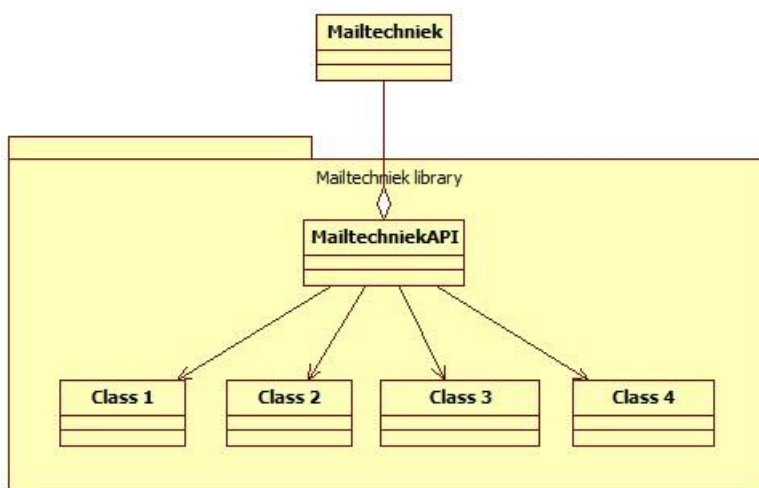 Mailtechniek
Mailtechniek library
MailtechniekAPI
Class 1
Class 2
Class 3
Class 4